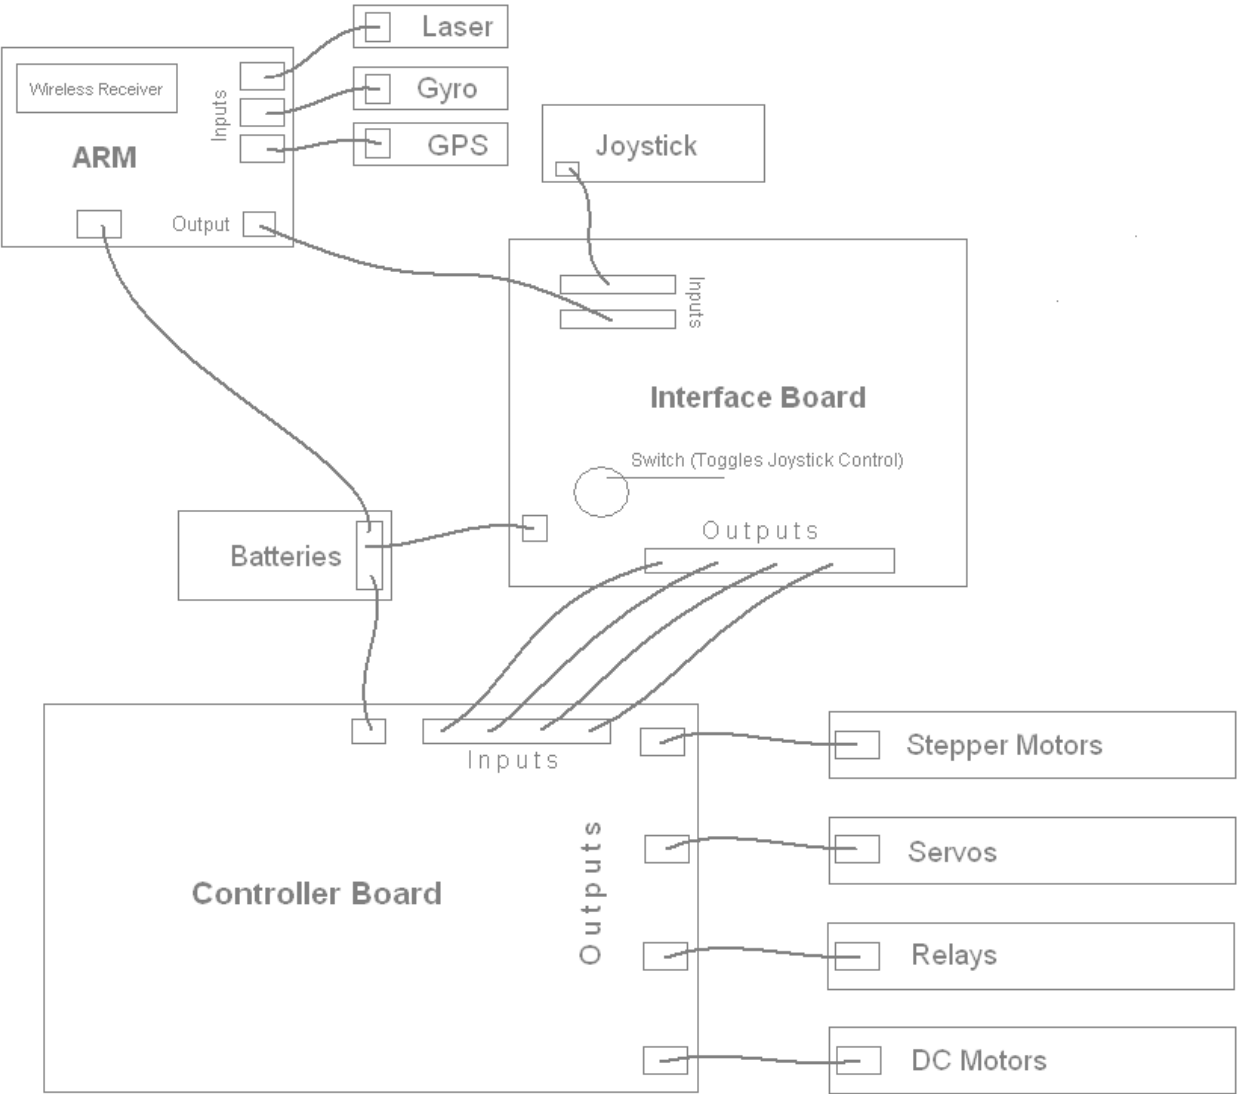 Laser
Wireless Receiver
Inputs
Gyro
ARM
GPS
Joystick
Output
Inputs
Interface Board
Switch (Toggles Joystick Control)
Outputs
Batteries
Inputs
Stepper Motors
Outputs
Servos
Controller Board
Relays
DC Motors